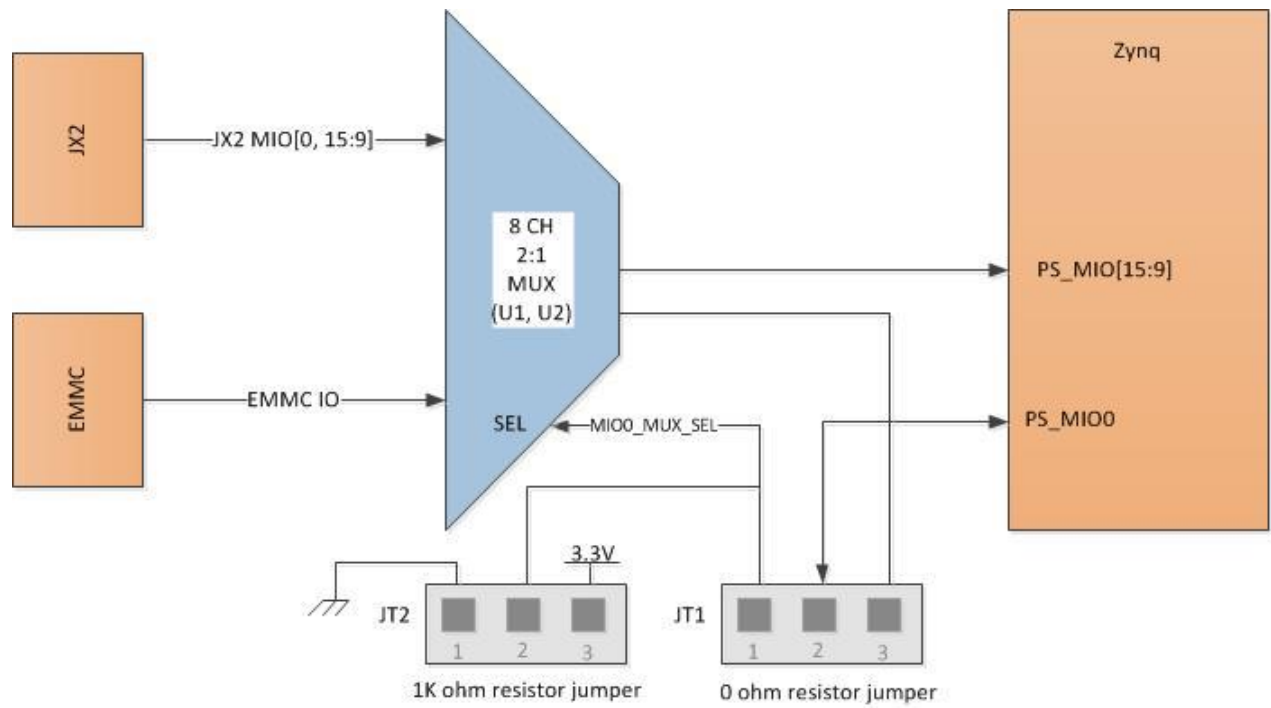 Zynq
JX2
JX2 MIO[0, 15:9]
8 CH
2:1
MUX
(U1, U2)
PS_MIO[15:9]
EMMC
EMMC IO
SEL
MIO0_MUX_SEL
PS_MIO0
3.3V
JT2
1
2
3
JT1
1
2
3
1K ohm resistor jumper
0 ohm resistor jumper